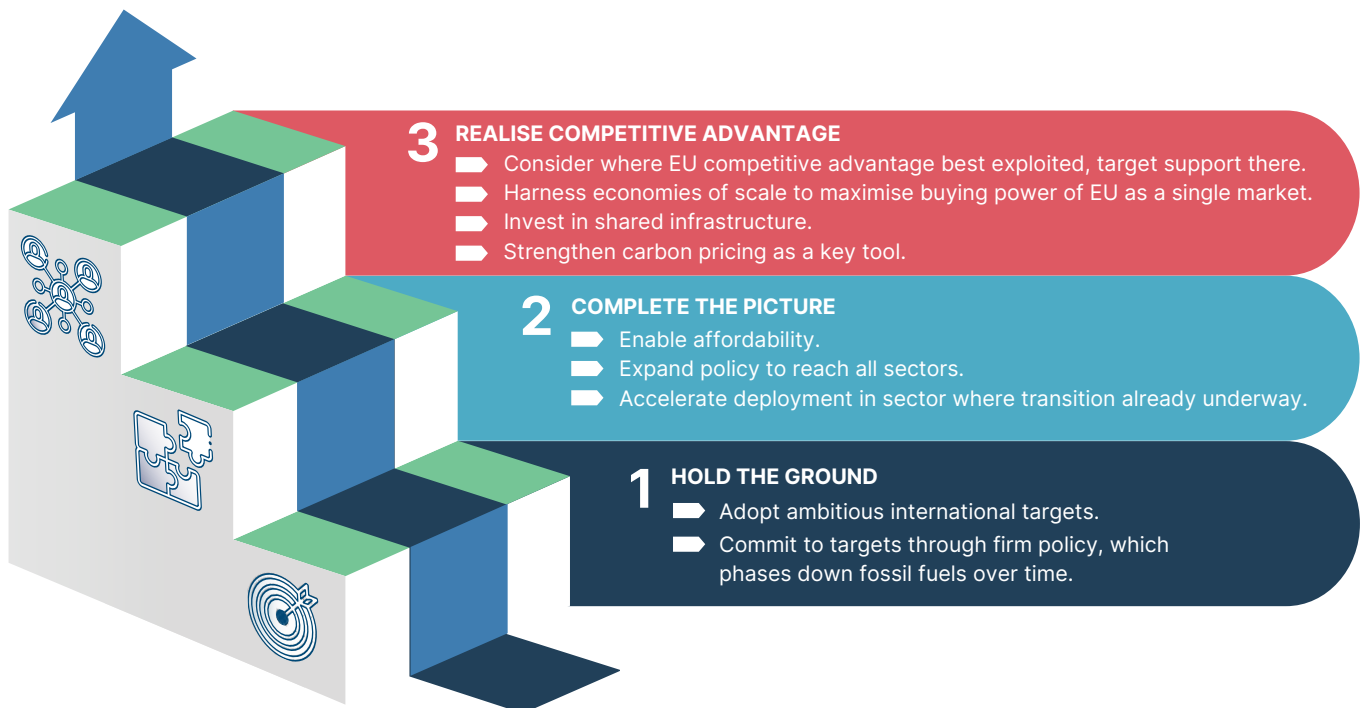 3 REALISE COMPETITIVE ADVANTAGE
Consider where EU competitive advantage best exploited, target support there.
Harness economies of scale to maximise buying power of EU as a single market.
Invest in shared infrastructure.
Strengthen carbon pricing as a key tool.
2 COMPLETE THE PICTURE
Enable affordability.
Expand policy to reach all sectors.
Accelerate deployment in sector where transition already underway.
1 HOLD THE GROUND
Adopt ambitious international targets.
Commit to targets through firm policy, which
phases down fossil fuels over time.